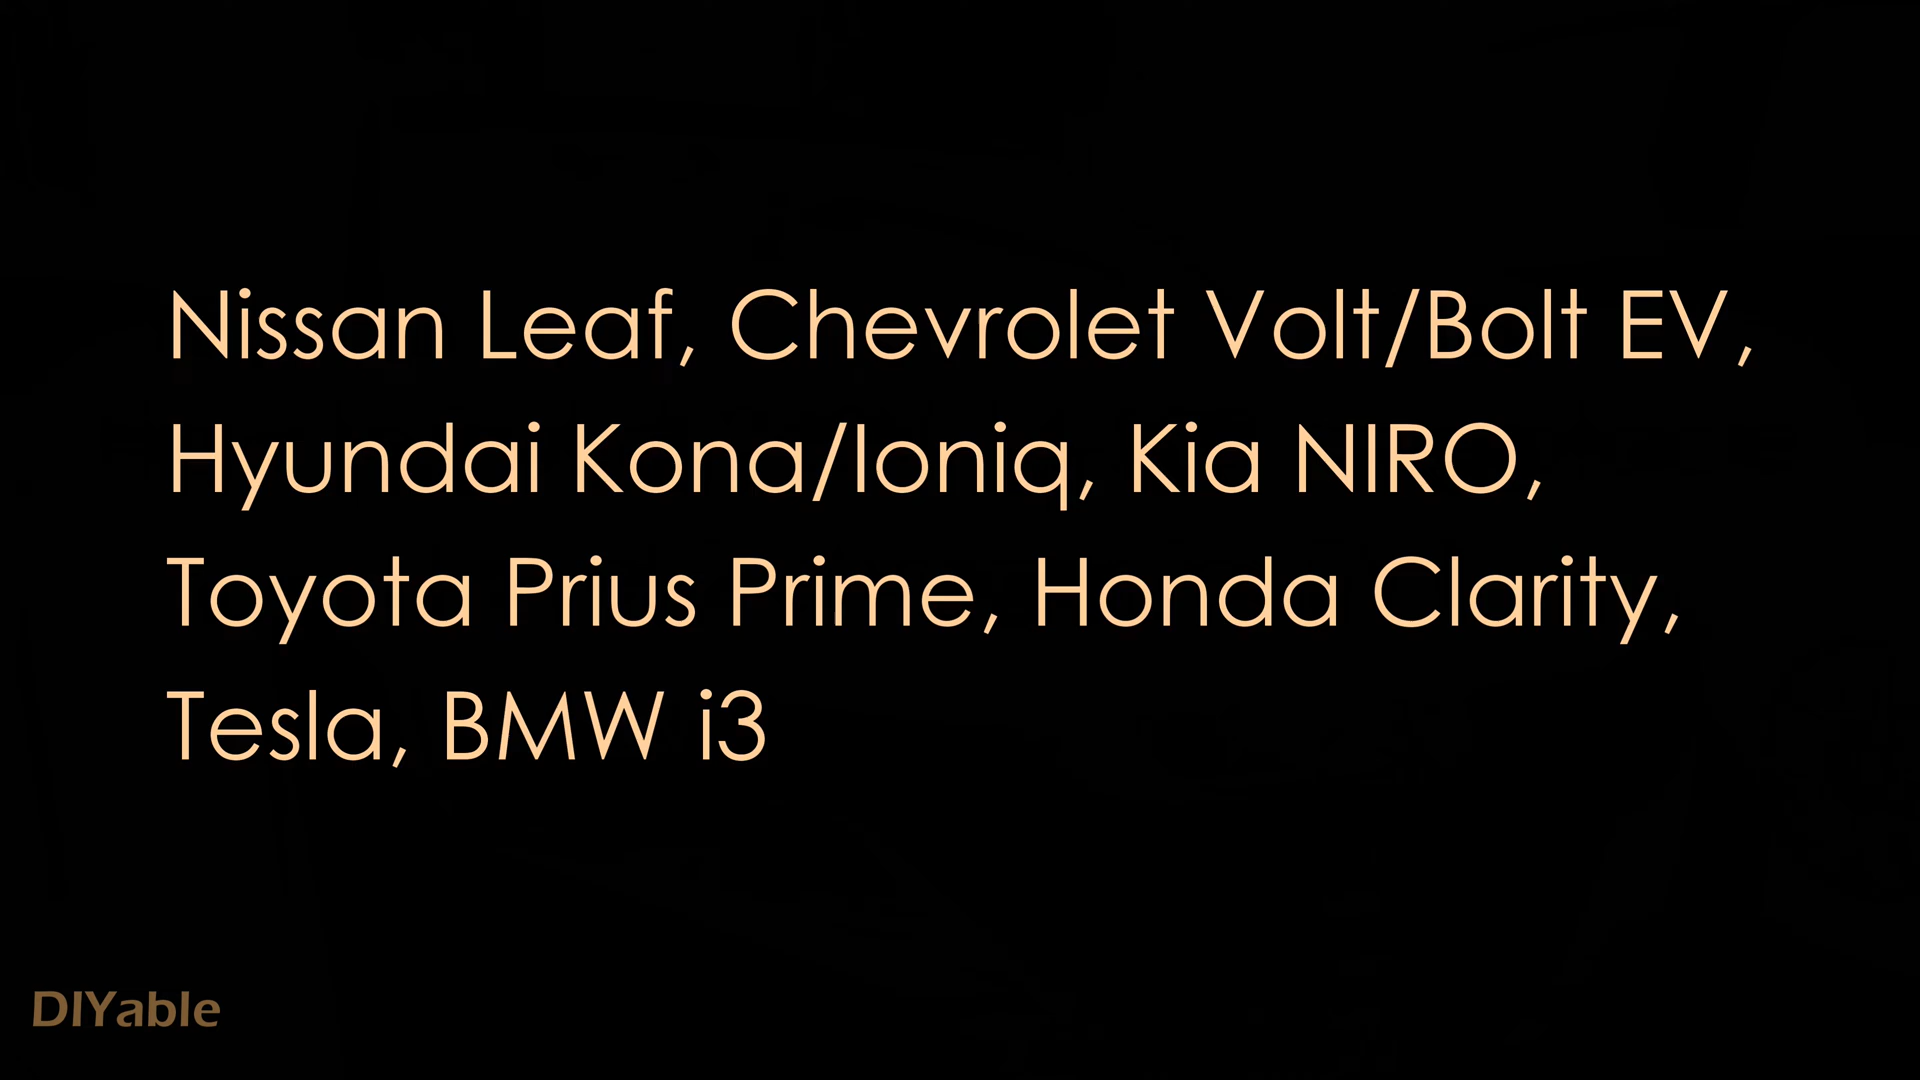 Nissan Leaf, Chevrolet Volt/Bolt EV,
Hyundai Kona/Ioniq, Kia NIRO,
Toyota Prius Prime, Honda Clarity,
Tesla, BMW i3
DIYable